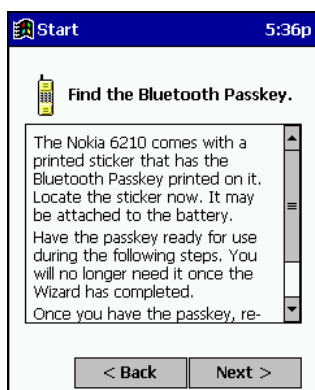 Start 5:36p
Find the Bluetooth Passkey.
The Nokia 6210 comes with a
printed sticker that has the
Bluetooth Passkey printed on it.
Locate the sticker now. It may
be attached to the battery.
Have the passkey ready for use
during the following steps. You
will no longer need it once the
Wizard has completed.
Once you have the passkey, re-
< Back Next >